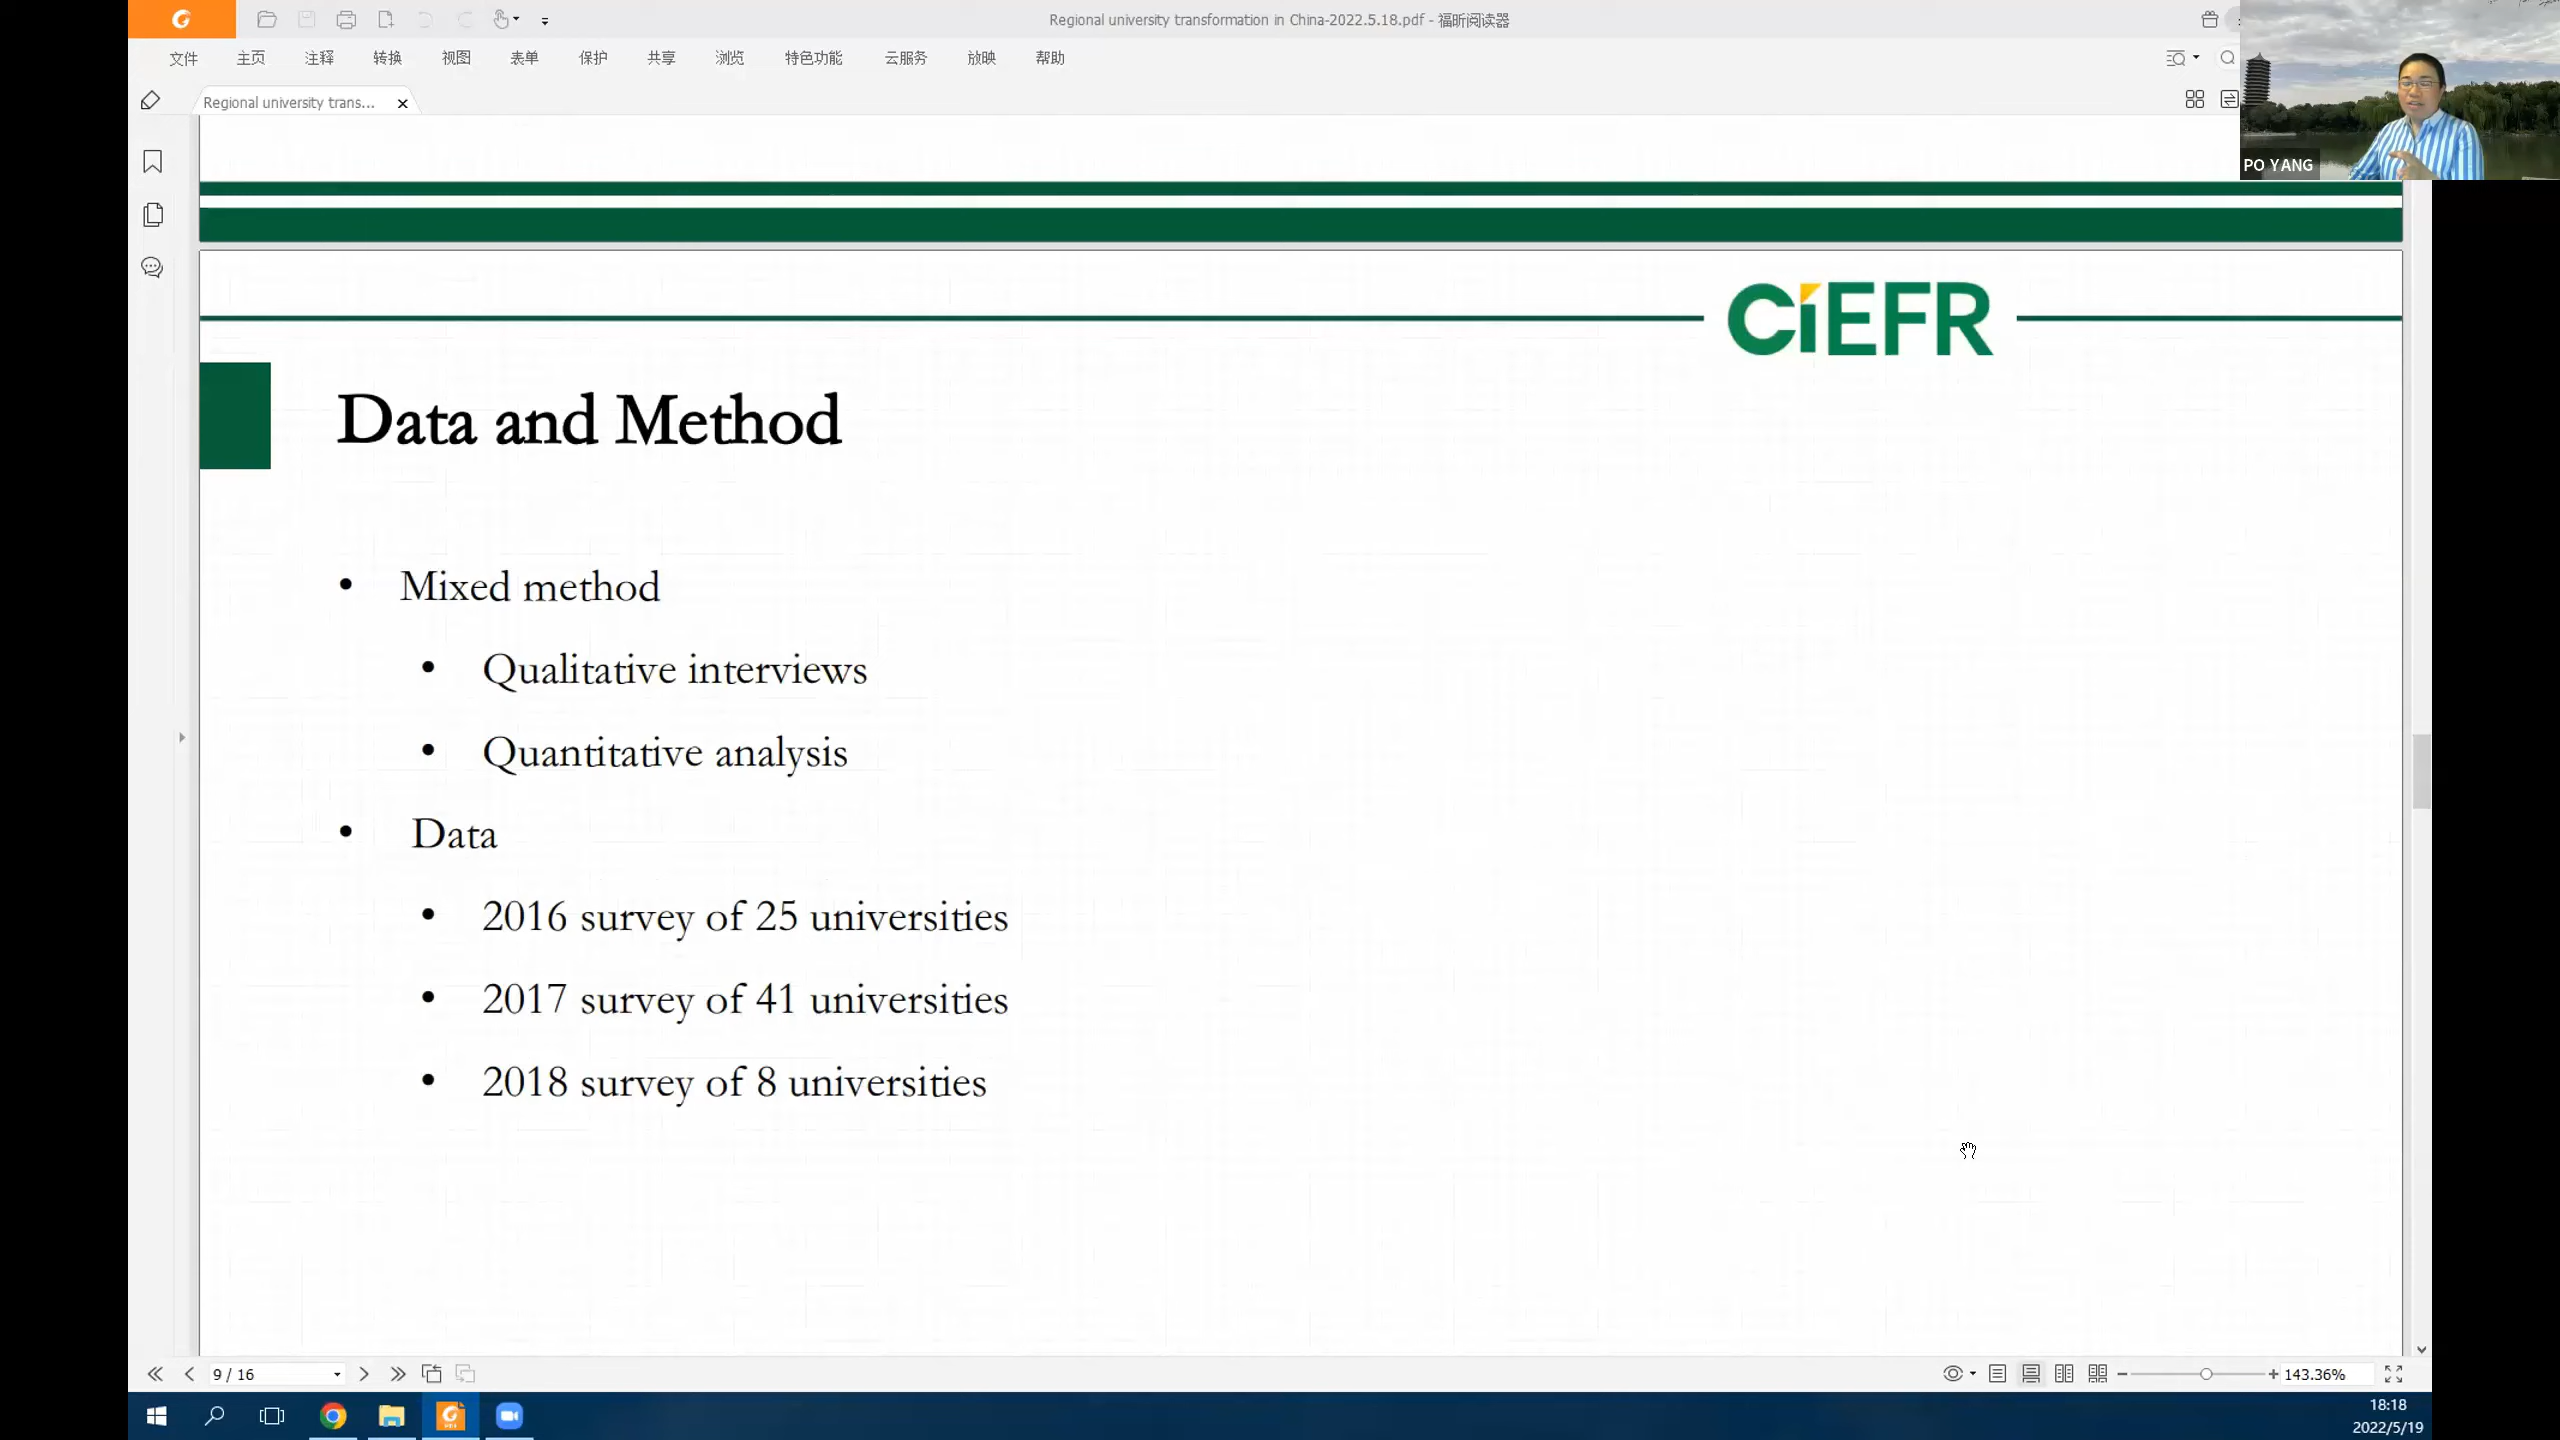 Regional university transformation in China-2022.5.18.pdf - 福昕阅读器
文件 主页 注释 转换 视图 表单 保护 共享 浏览 特色功能 云服务 放映 帮助
Regional university trans...
PO YANG
CiEFR
Data and Method
• Mixed method
• Qualitative interviews
• Quantitative analysis
• Data
• 2016 survey of 25 universities
• 2017 survey of 41 universities
• 2018 survey of 8 universities
9 / 16
143.36%
18:18
2022/5/19